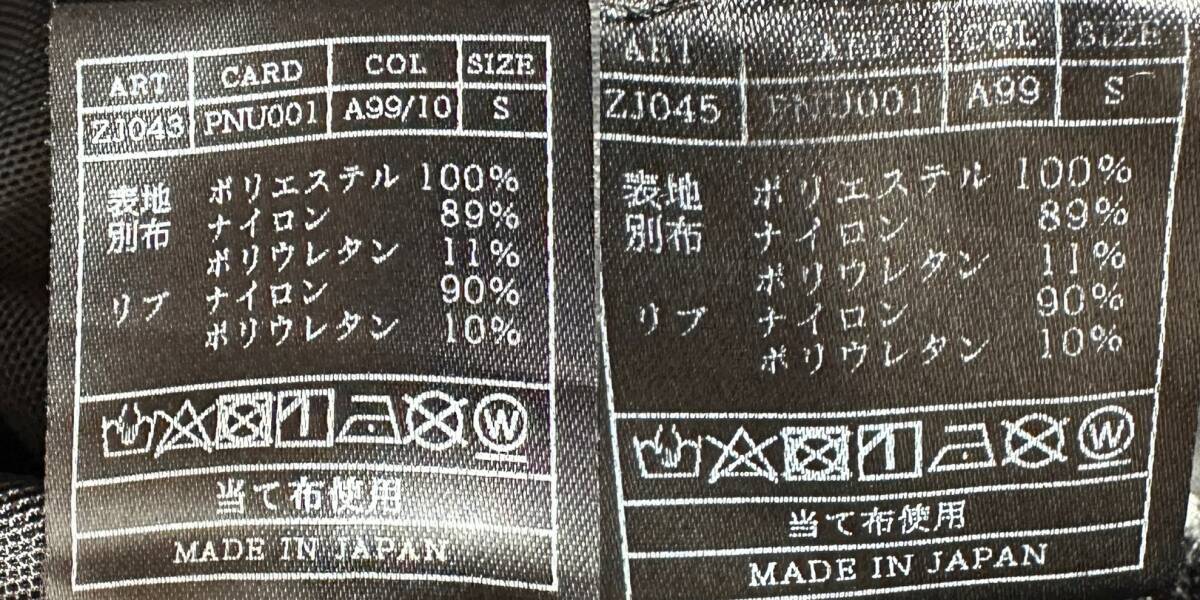 ART CARD COL SIZE
ZJ043 PNU001 A99/10 S
表地 ポリエステル 100%
別布 ナイロン 89%
ポリウレタン 11%
リブ ナイロン 90%
ポリウレタン 10%
W
当て布使用
MADE IN JAPAN
ART CARD COL SIZE
ZJ045 PNU001 A99 S
表地 ポリエステル 100%
別布 ナイロン 89%
ポリウレタン 11%
リブ ナイロン 90%
ポリウレタン 10%
W
当て布使用
MADE IN JAPAN